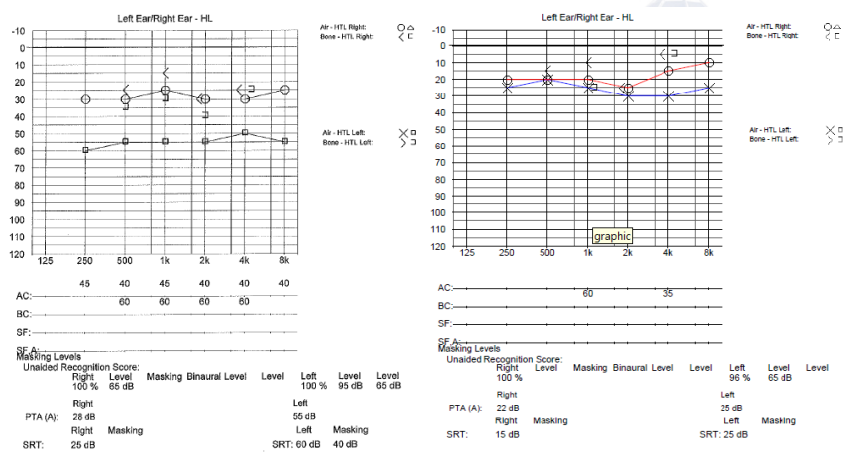 Left Ear/Right Ear - HL
Air - HTL Right:
Bone - HTL Right:
-10
0
10
20
30
40
50
60
70
80
90
100
110
120
125 250 500 1k 2k 4k 8k
Air - HTL Left:
Bone - HTL Left:
45 40 45 40 40 40
AC:
60 60 60 60
BC:
SF:
SF A:
Masking Levels
Unaided Recognition Score:
Right Level Masking Binaural Level Level Left Level Level
100 % 65 dB 100 % 95 dB 65 dB
Right Left
PTA (A): 28 dB 55 dB
Right Masking Left Masking
SRT: 25 dB SRT: 60 dB 40 dB
Left Ear/Right Ear - HL
Air - HTL Right:
Bone - HTL Right:
-10
0
10
20
30
40
50
60
70
80
90
100
110
120
graphic
125 250 500 1k 2k 4k 8k
Air - HTL Left:
Bone - HTL Left:
AC:
60 35
BC:
SF:
SF A:
Masking Levels
Unaided Recognition Score:
Right Level Masking Binaural Level Level Left Level Level
100 % 96 % 65 dB
Right Left
PTA (A): 22 dB 25 dB
Right Masking Left Masking
SRT: 15 dB SRT: 25 dB